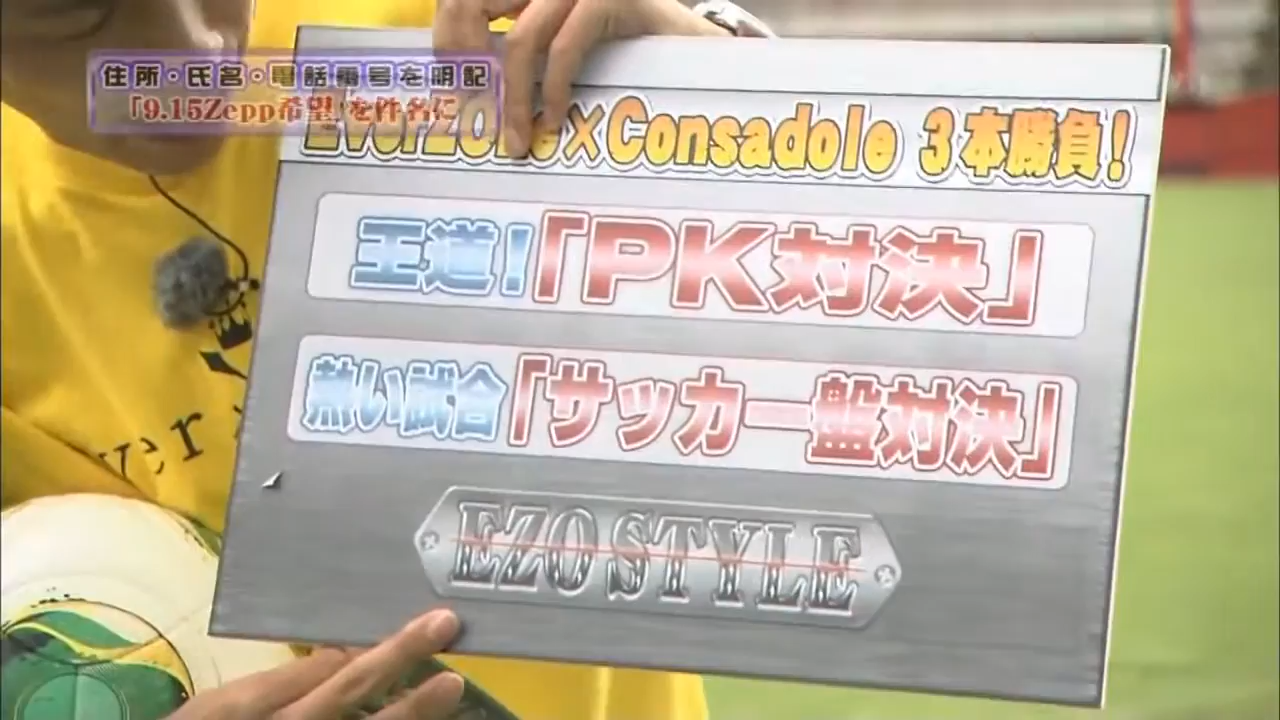 住所・氏名・電話番号を明記
「9.15Zepp希望」を件名に
EverZOne×Consadole 3本勝負!
王道!「PK対決」
熱い試合「サッカー盤対決」
ver
EZO STYLE